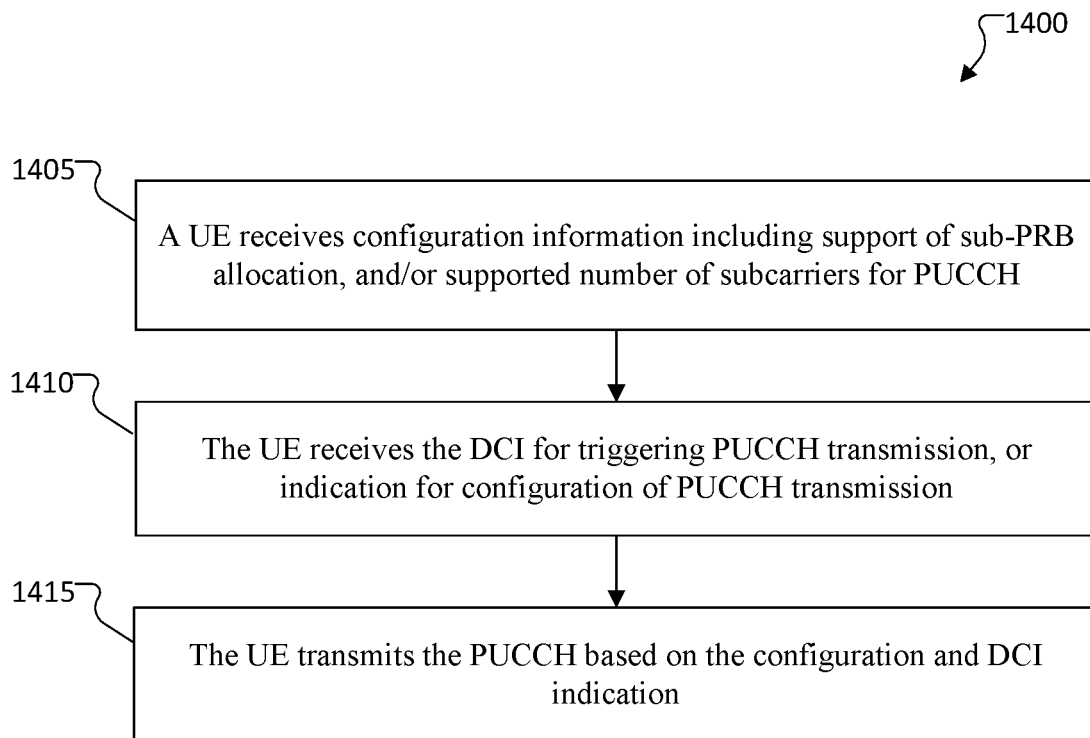 1400
1405
A UE receives configuration information including support of sub-PRB
allocation, and/or supported number of subcarriers for PUCCH
1410
The UE receives the DCI for triggering PUCCH transmission, or
indication for configuration of PUCCH transmission
1415
The UE transmits the PUCCH based on the configuration and DCI
indication